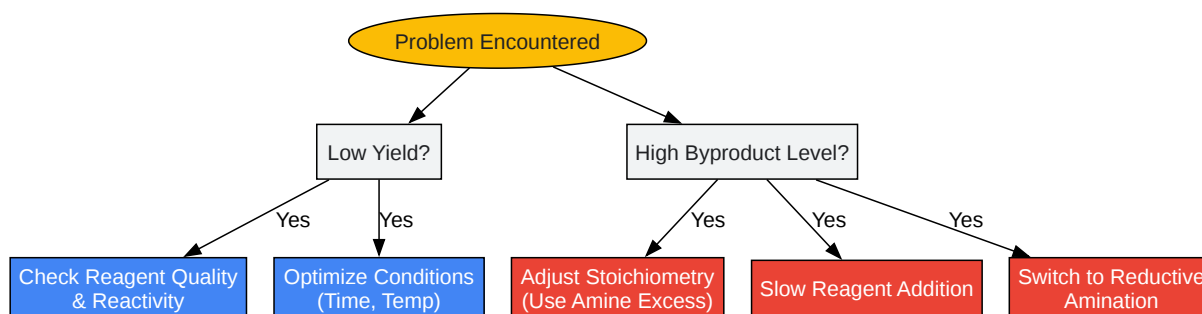 Problem Encountered
Low Yield?
High Byproduct Level?
Yes
Yes
Yes
Yes
Yes
Check Reagent Quality
& Reactivity
Optimize Conditions
(Time, Temp)
Adjust Stoichiometry
(Use Amine Excess)
Slow Reagent Addition
Switch to Reductive
Amination